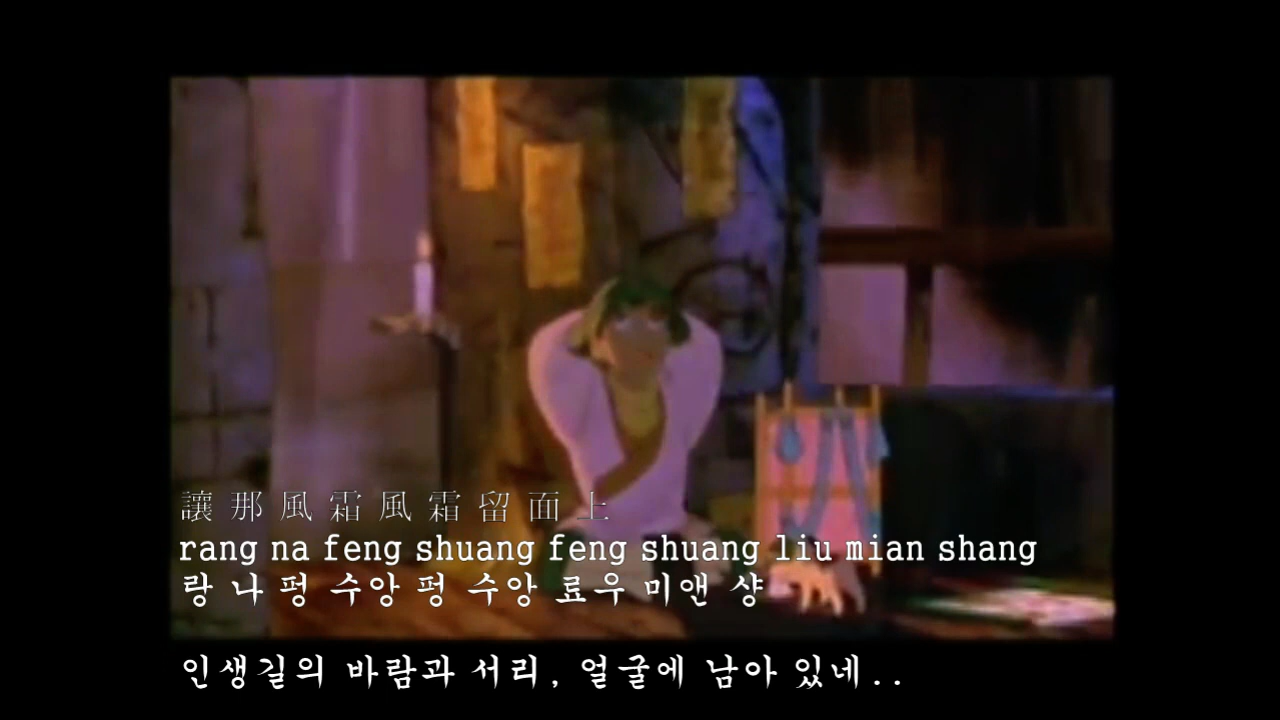 讓那風霜風霜留面上
rang na feng shuang feng shuang liu mian shang
랑 나 펑 수앙 펑 수앙 료우 미앤 샹
인생길의 바람과 서리, 얼굴에 남아 있네..